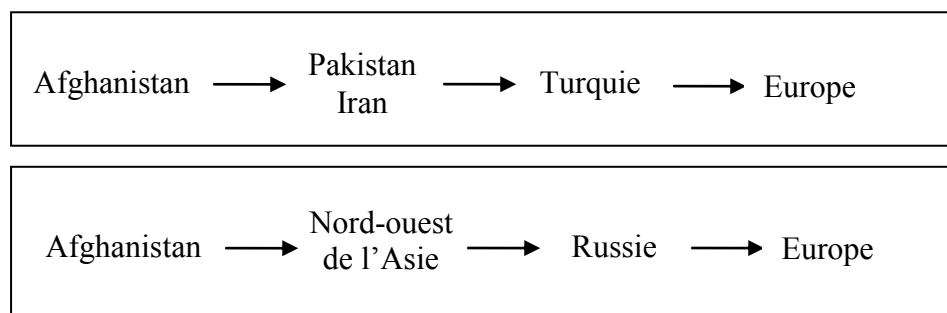 Afghanistan → Pakistan Iran → Turquie → Europe
Afghanistan → Nord-ouest de l’Asie → Russie → Europe